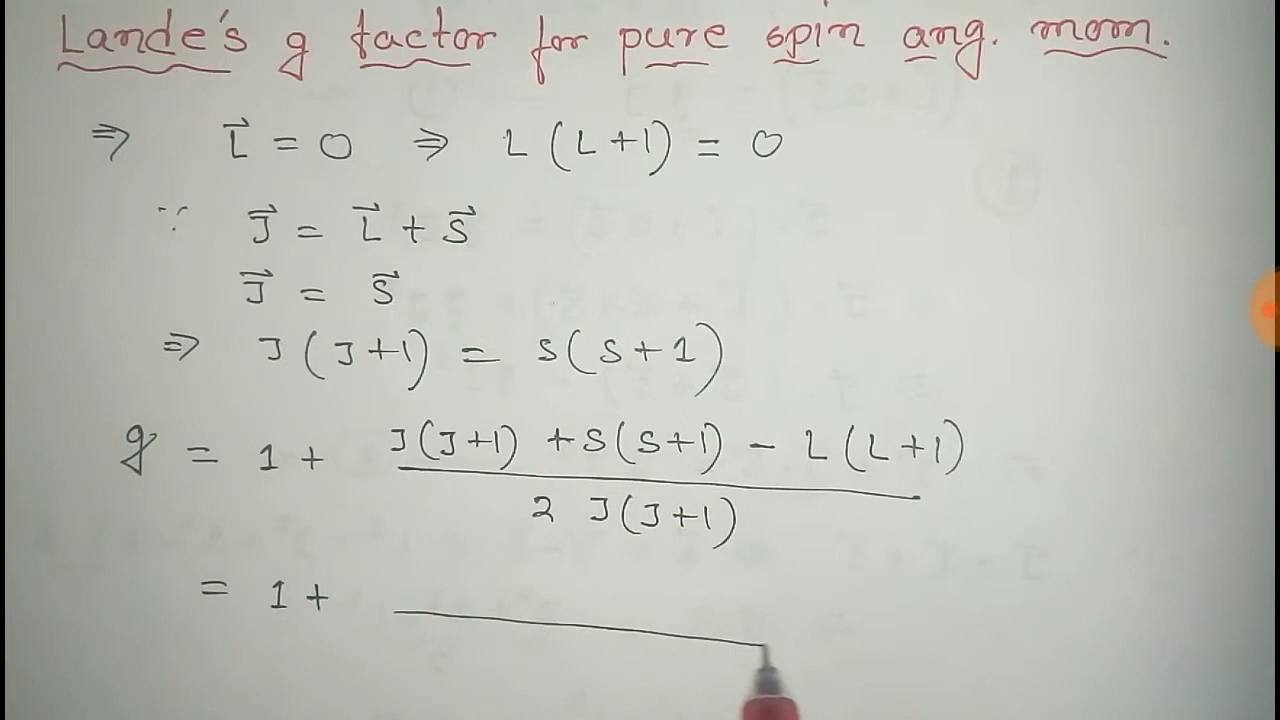 Lande's g factor for pure spin ang. mom.
⇒ L⃗ = 0 ⇒ L(L+1) = 0
∵ J⃗ = L⃗ + S⃗
J⃗ = S⃗
⇒ J(J+1) = S(S+1)
g = 1 + J(J+1) + S(S+1) - L(L+1)
2 J(J+1)
= 1 +